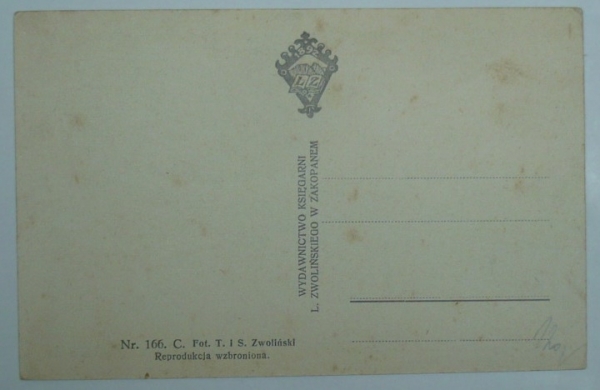 WYDAWNICTWO KSIĘGARNI
L. ZWOLIŃSKIEGO W ZAKOPANEM
Nr. 166. C. Fot. T. i S. Zwoliński
Reprodukcja wzbroniona.